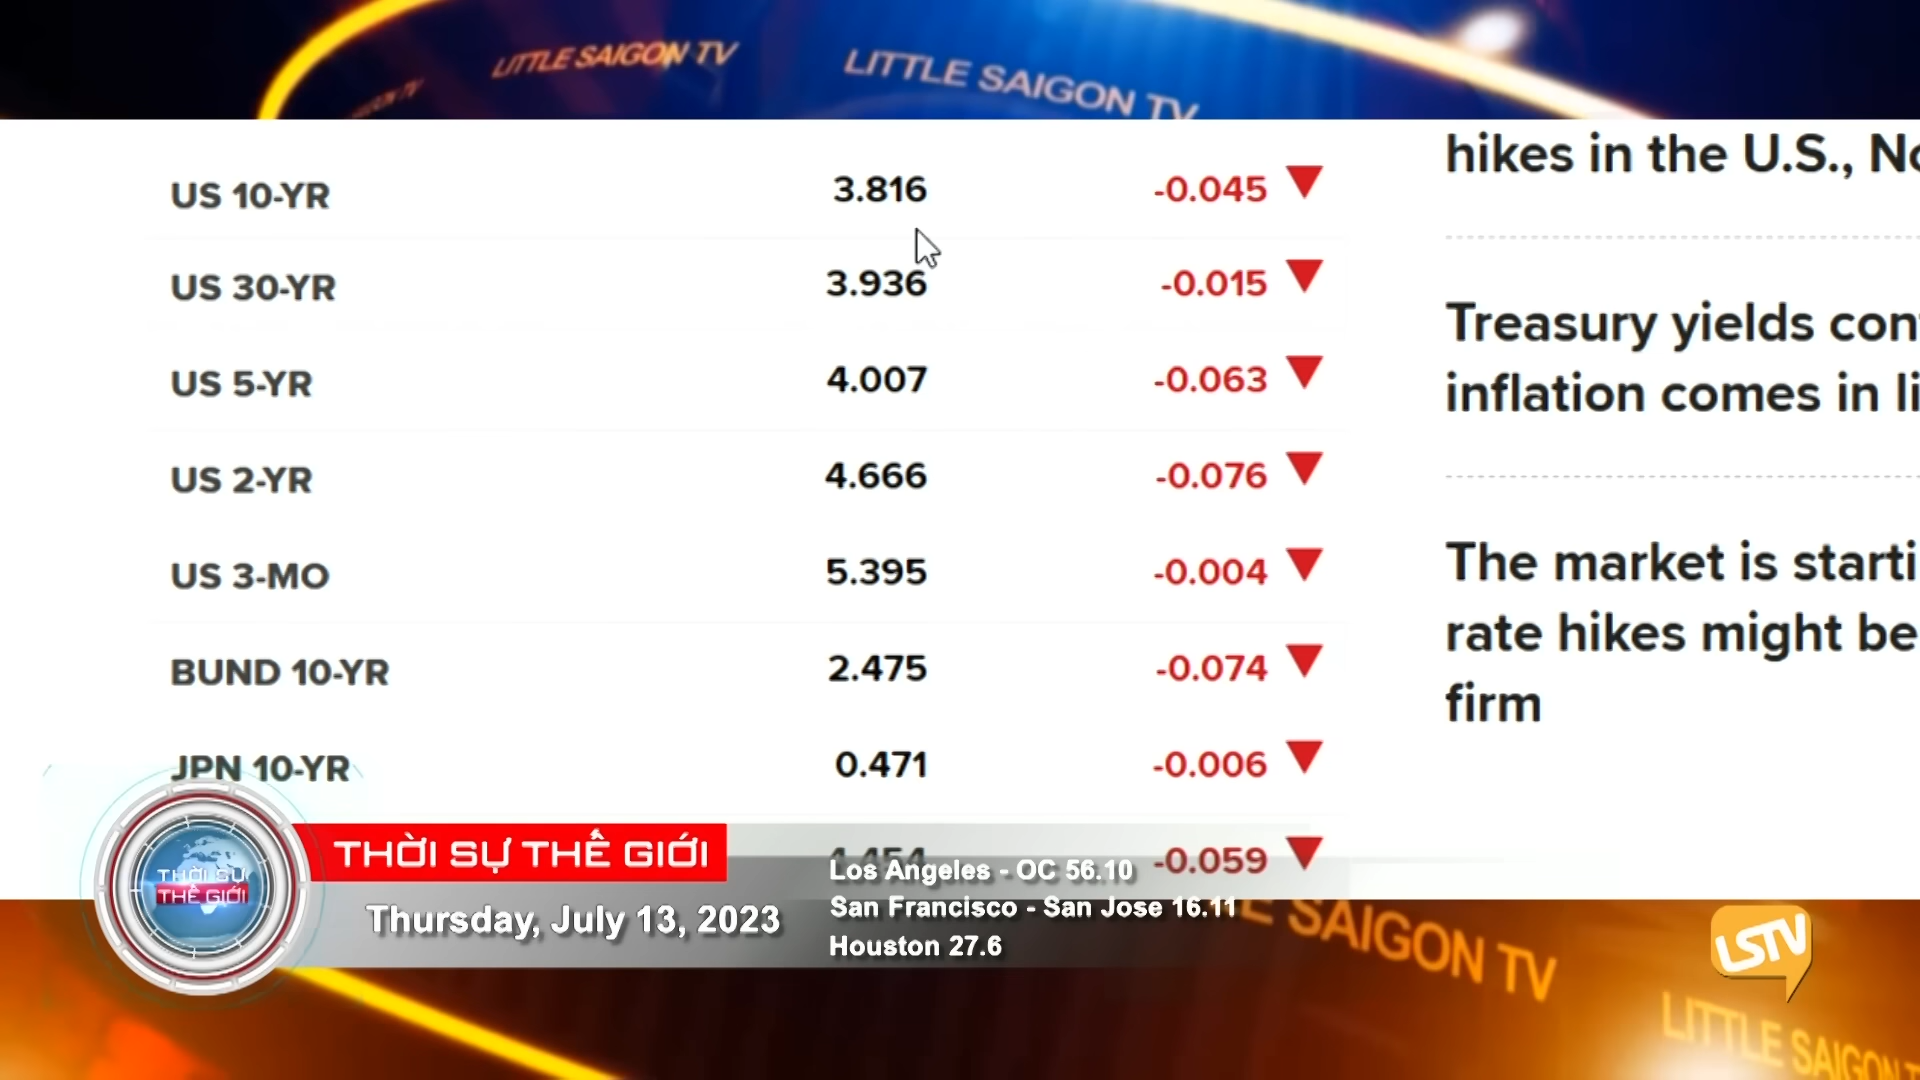 LITTLE SAIGON TV
LITTLE SAIGON TV
SAIGON TV
US 10-YR 3.816 -0.045
US 30-YR 3.936 -0.015
US 5-YR 4.007 -0.063
US 2-YR 4.666 -0.076
US 3-MO 5.395 -0.004
BUND 10-YR 2.475 -0.074
JPN 10-YR 0.471 -0.006
-0.059
hikes in the U.S.,
Treasury yields
inflation comes in
The market is
rate hikes might be
firm
THỜI SỰ THẾ GIỚI
THỜI SỰ
THẾ GIỚI
Thursday, July 13, 2023
Los Angeles - OC 56.10
San Francisco - San Jose 16.11
Houston 27.6
SAIGON TV
LSTV
LITTLE SAIGON